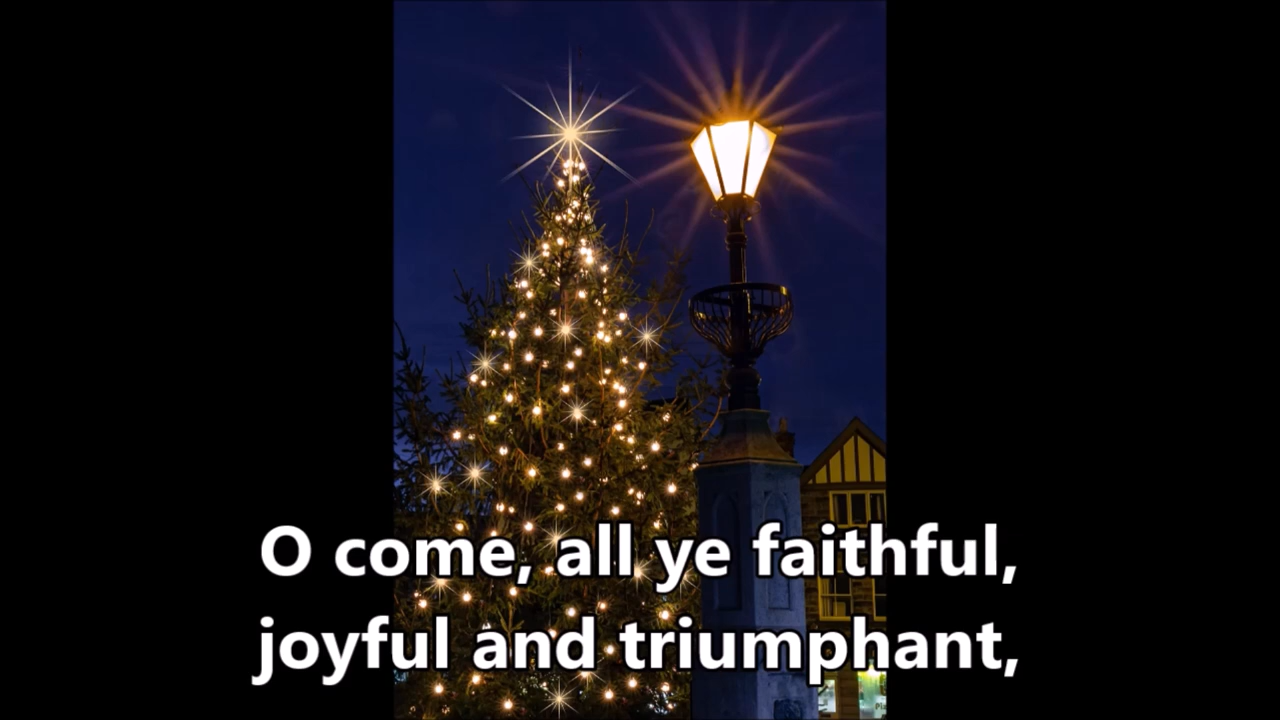 O come, all ye faithful,
joyful and triumphant,